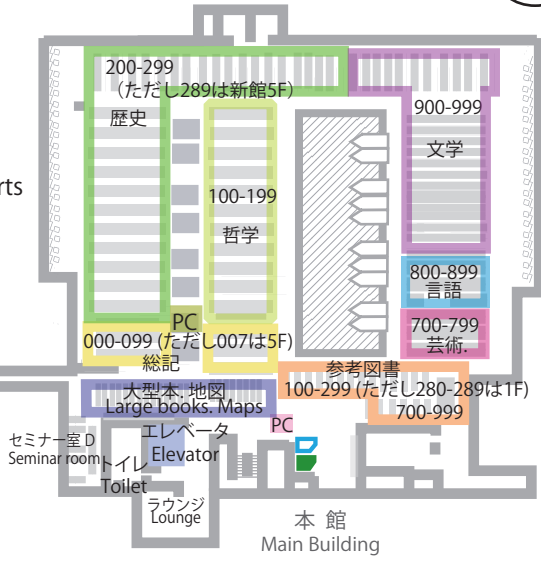 200-299
（ただし289は新館5F）
歴史
900-999
文学
rts
100-199
哲学
800-899
言語
PC
700-799
芸術.
000-099 (ただし007は5F)
総記
参考図書
100-299 (ただし280-289は1F)
700-999
大型本. 地図
Large books. Maps
セミナー室 D
Seminar room
エレベータ
Elevator
PC
トイレ
Toilet
ラウンジ
Lounge
本 館
Main Building